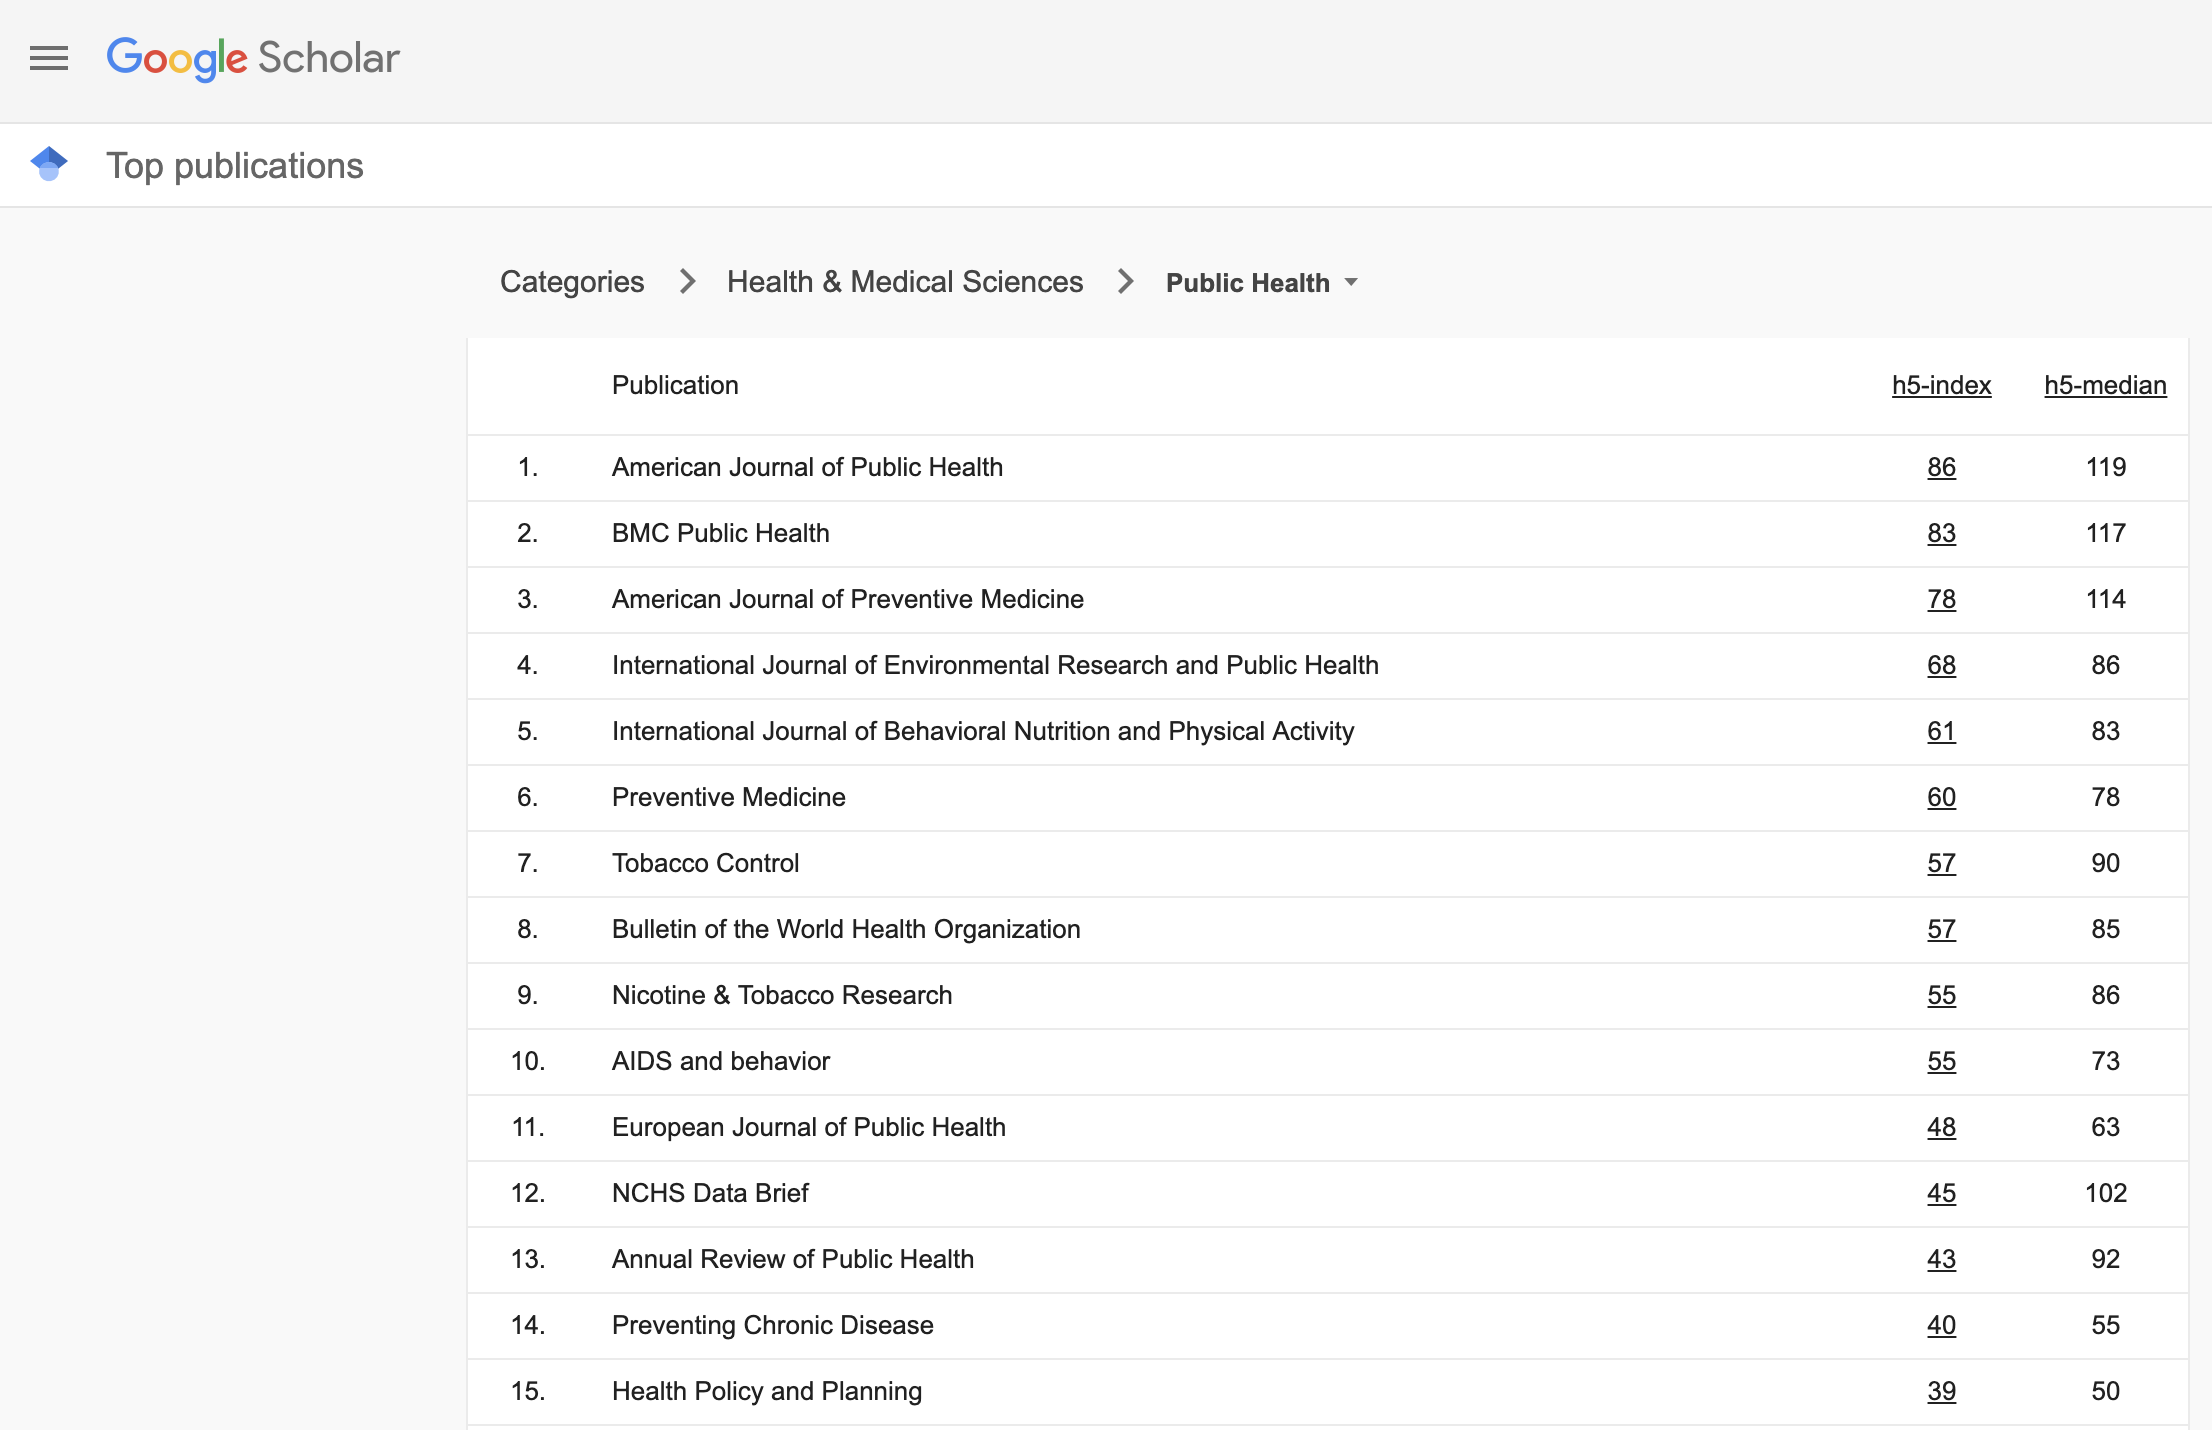 Google Scholar
Top publications
Categories > Health & Medical Sciences > Public Health
Publication h5-index h5-median
1. American Journal of Public Health 86 119
2. BMC Public Health 83 117
3. American Journal of Preventive Medicine 78 114
4. International Journal of Environmental Research and Public Health 68 86
5. International Journal of Behavioral Nutrition and Physical Activity 61 83
6. Preventive Medicine 60 78
7. Tobacco Control 57 90
8. Bulletin of the World Health Organization 57 85
9. Nicotine & Tobacco Research 55 86
10. AIDS and behavior 55 73
11. European Journal of Public Health 48 63
12. NCHS Data Brief 45 102
13. Annual Review of Public Health 43 92
14. Preventing Chronic Disease 40 55
15. Health Policy and Planning 39 50